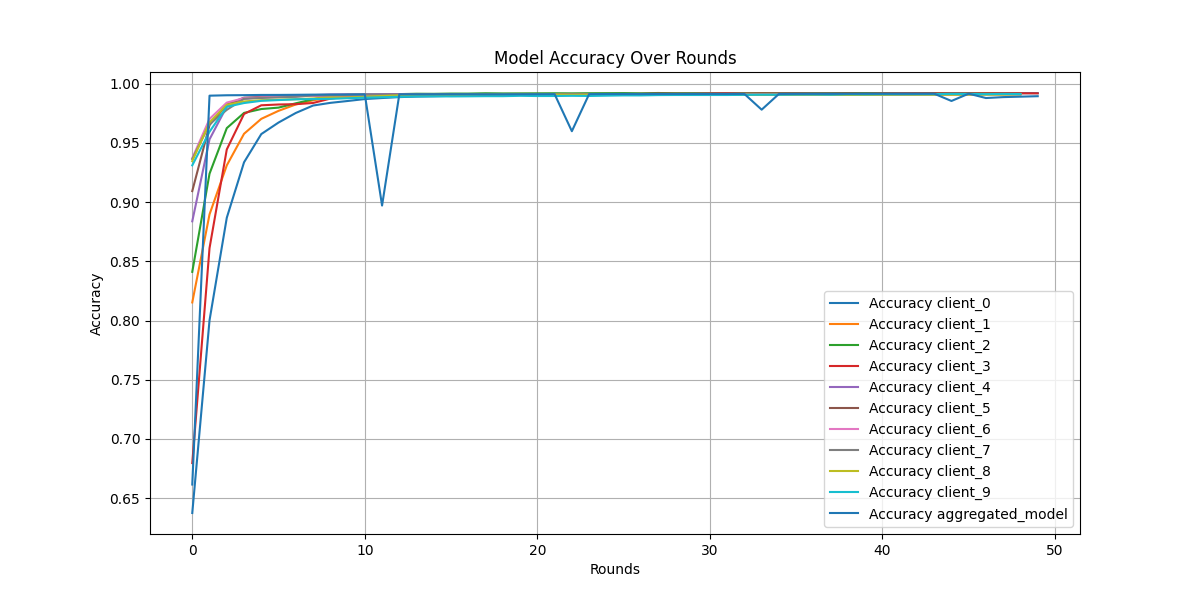 Model Accuracy Over Rounds
1.00
0.95
0.90
0.85
0.80
0.75
0.70
0.65
Accuracy
0
10
20
30
40
50
Rounds
Accuracy client_0
Accuracy client_1
Accuracy client_2
Accuracy client_3
Accuracy client_4
Accuracy client_5
Accuracy client_6
Accuracy client_7
Accuracy client_8
Accuracy client_9
Accuracy aggregated_model